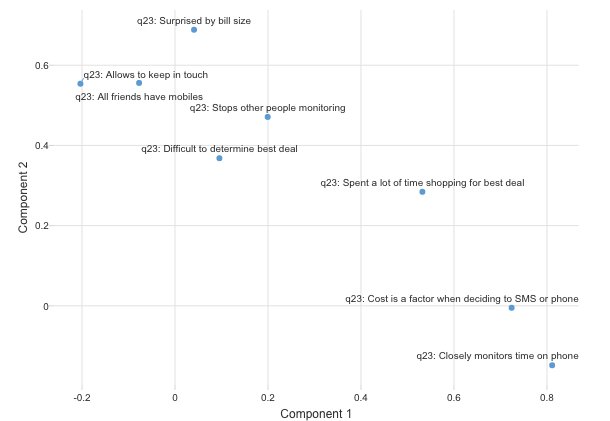 q23: Surprised by bill size
0.6
q23: Allows to keep in touch
q23: All friends have mobiles
q23: Stops other people monitoring
0.4
q23: Difficult to determine best deal
q23: Spent a lot of time shopping for best deal
Component 2
0.2
q23: Cost is a factor when deciding to SMS or phone
0
q23: Closely monitors time on phone
-0.2 0 0.2 0.4 0.6 0.8
Component 1